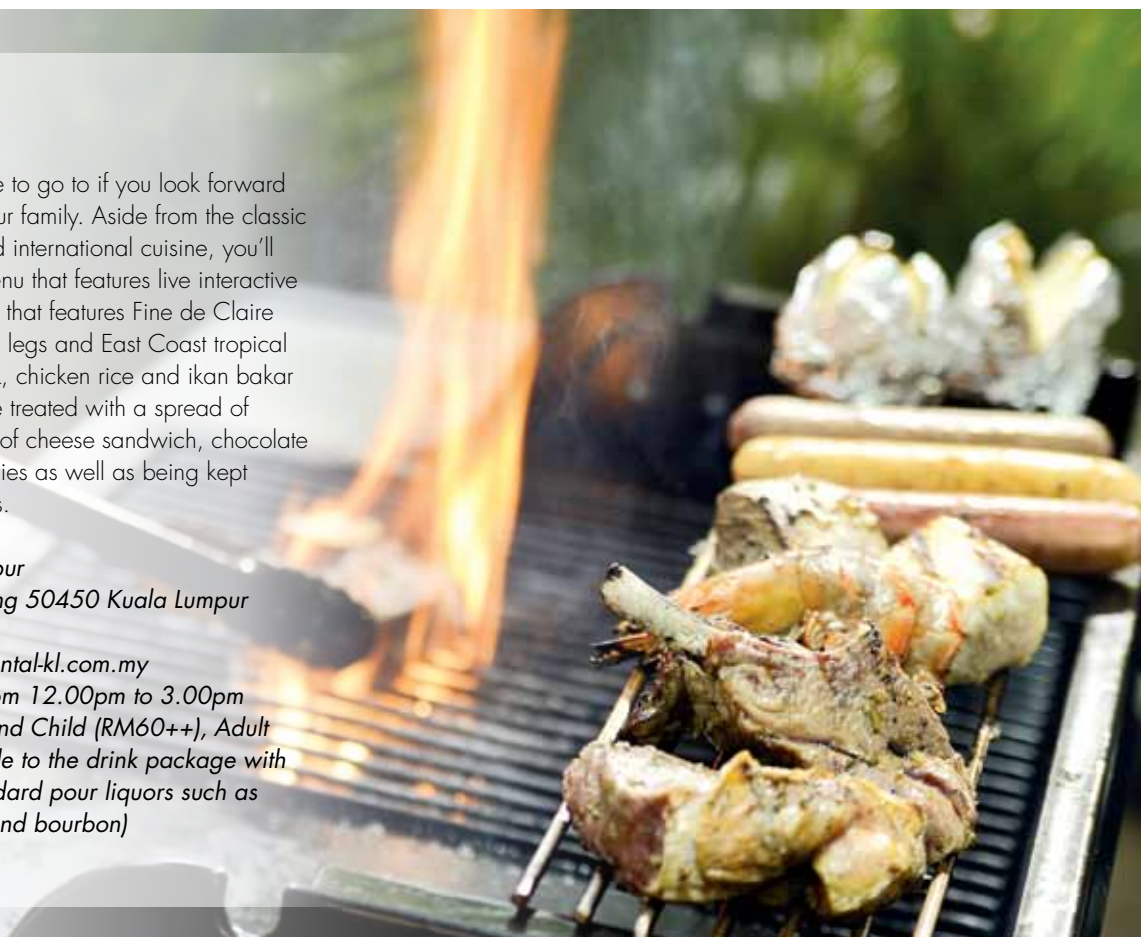 e to go to if you look forward
ur family. Aside from the classic
d international cuisine, you'll
enu that features live interactive
that features Fine de Claire
legs and East Coast tropical
, chicken rice and ikan bakar
e treated with a spread of
of cheese sandwich, chocolate
ies as well as being kept
s.
our
ng 50450 Kuala Lumpur
ental-kl.com.my
om 12.00pm to 3.00pm
nd Child (RM60++), Adult
le to the drink package with
dard pour liquors such as
and bourbon)